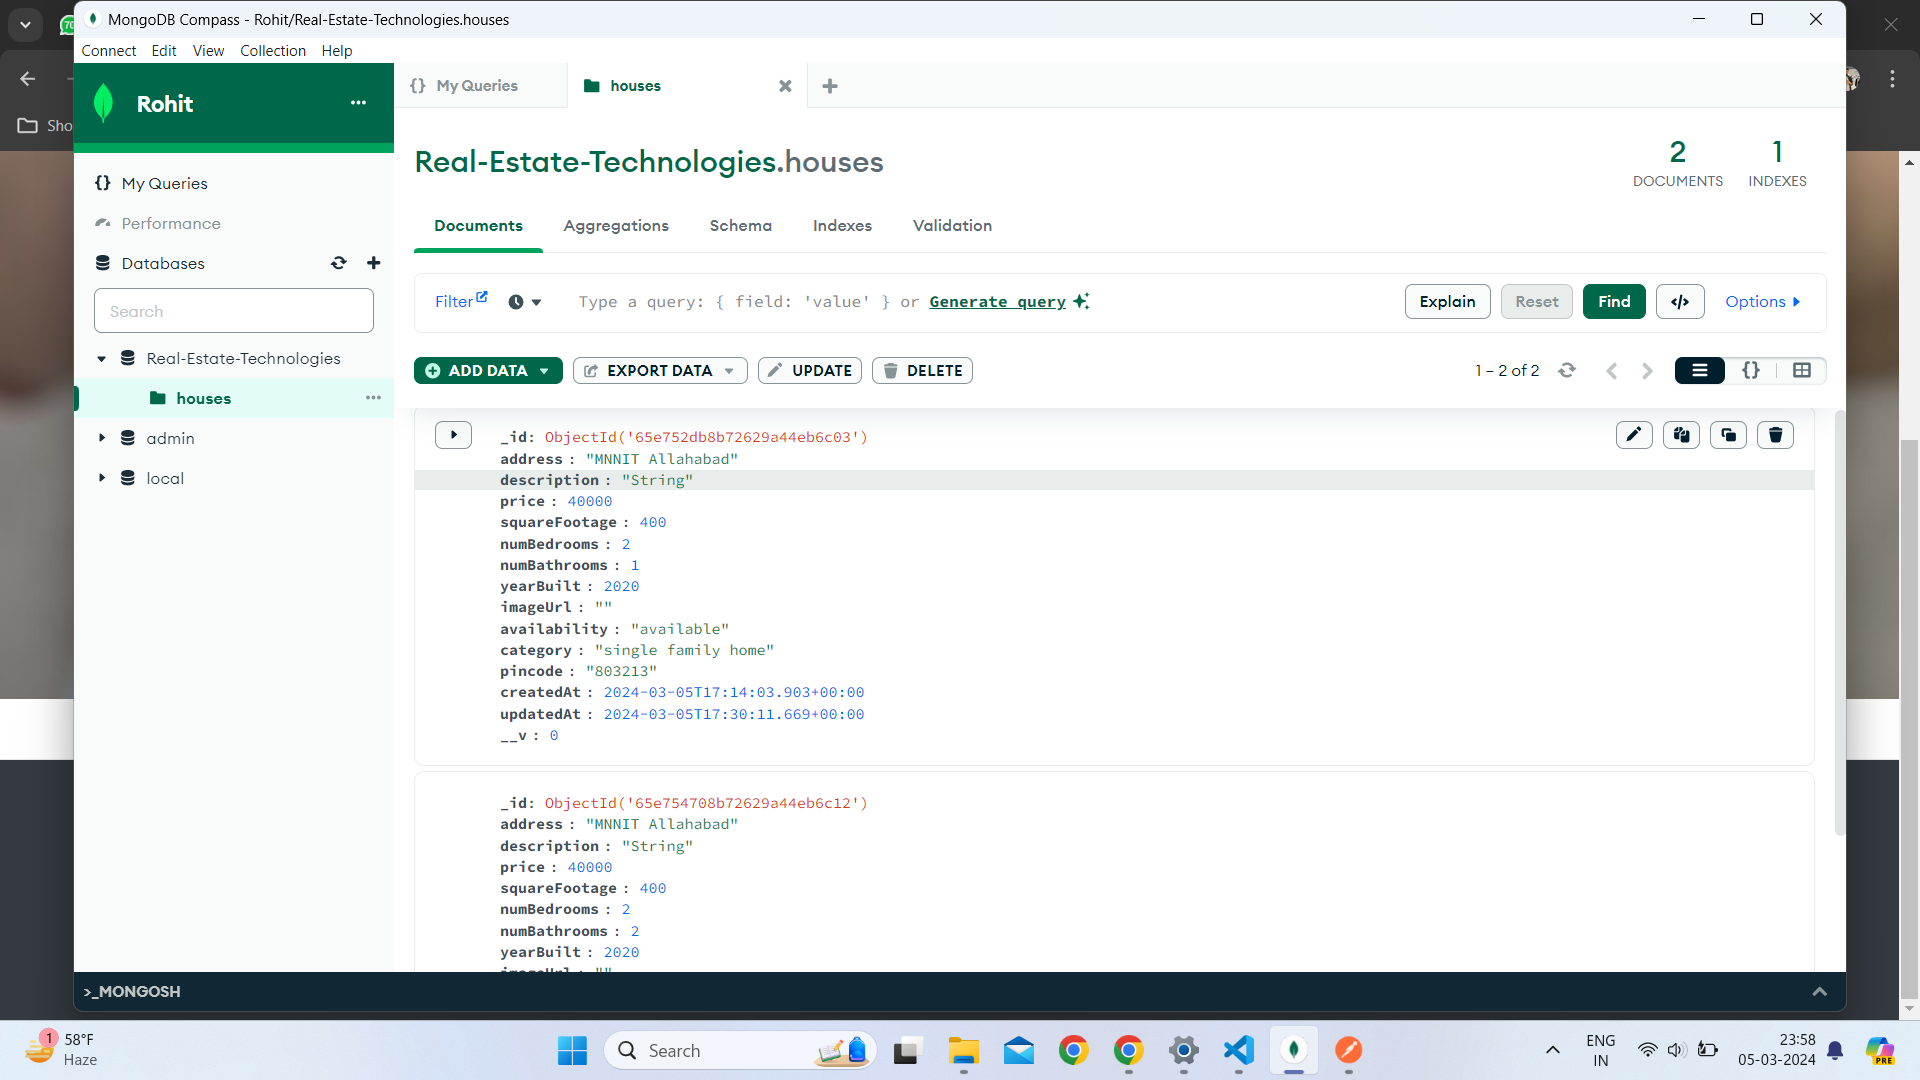 MongoDB Compass - Rohit/Real-Estate-Technologies.houses
Connect Edit View Collection Help
Rohit
{} My Queries
houses
Sho
Real-Estate-Technologies.houses
2
DOCUMENTS
1
INDEXES
{} My Queries
Performance
Databases
Search
Real-Estate-Technologies
houses
admin
local
Documents Aggregations Schema Indexes Validation
Filter Type a query: { field: 'value' } or Generate query Explain Reset Find </> Options
ADD DATA EXPORT DATA UPDATE DELETE 1 – 2 of 2 {}
_id: ObjectId('65e752db8b72629a44eb6c03')
address : "MNNIT Allahabad"
description : "String"
price : 40000
squareFootage : 400
numBedrooms : 2
numBathrooms : 1
yearBuilt : 2020
imageUrl : ""
availability : "available"
category : "single family home"
pincode : "803213"
createdAt : 2024-03-05T17:14:03.903+00:00
updatedAt : 2024-03-05T17:30:11.669+00:00
__v : 0
_id: ObjectId('65e754708b72629a44eb6c12')
address : "MNNIT Allahabad"
description : "String"
price : 40000
squareFootage : 400
numBedrooms : 2
numBathrooms : 2
yearBuilt : 2020
imageUrl : ""
>_MONGOSH
1
58°F
Haze
Search
ENG
IN
23:58
05-03-2024
PRE